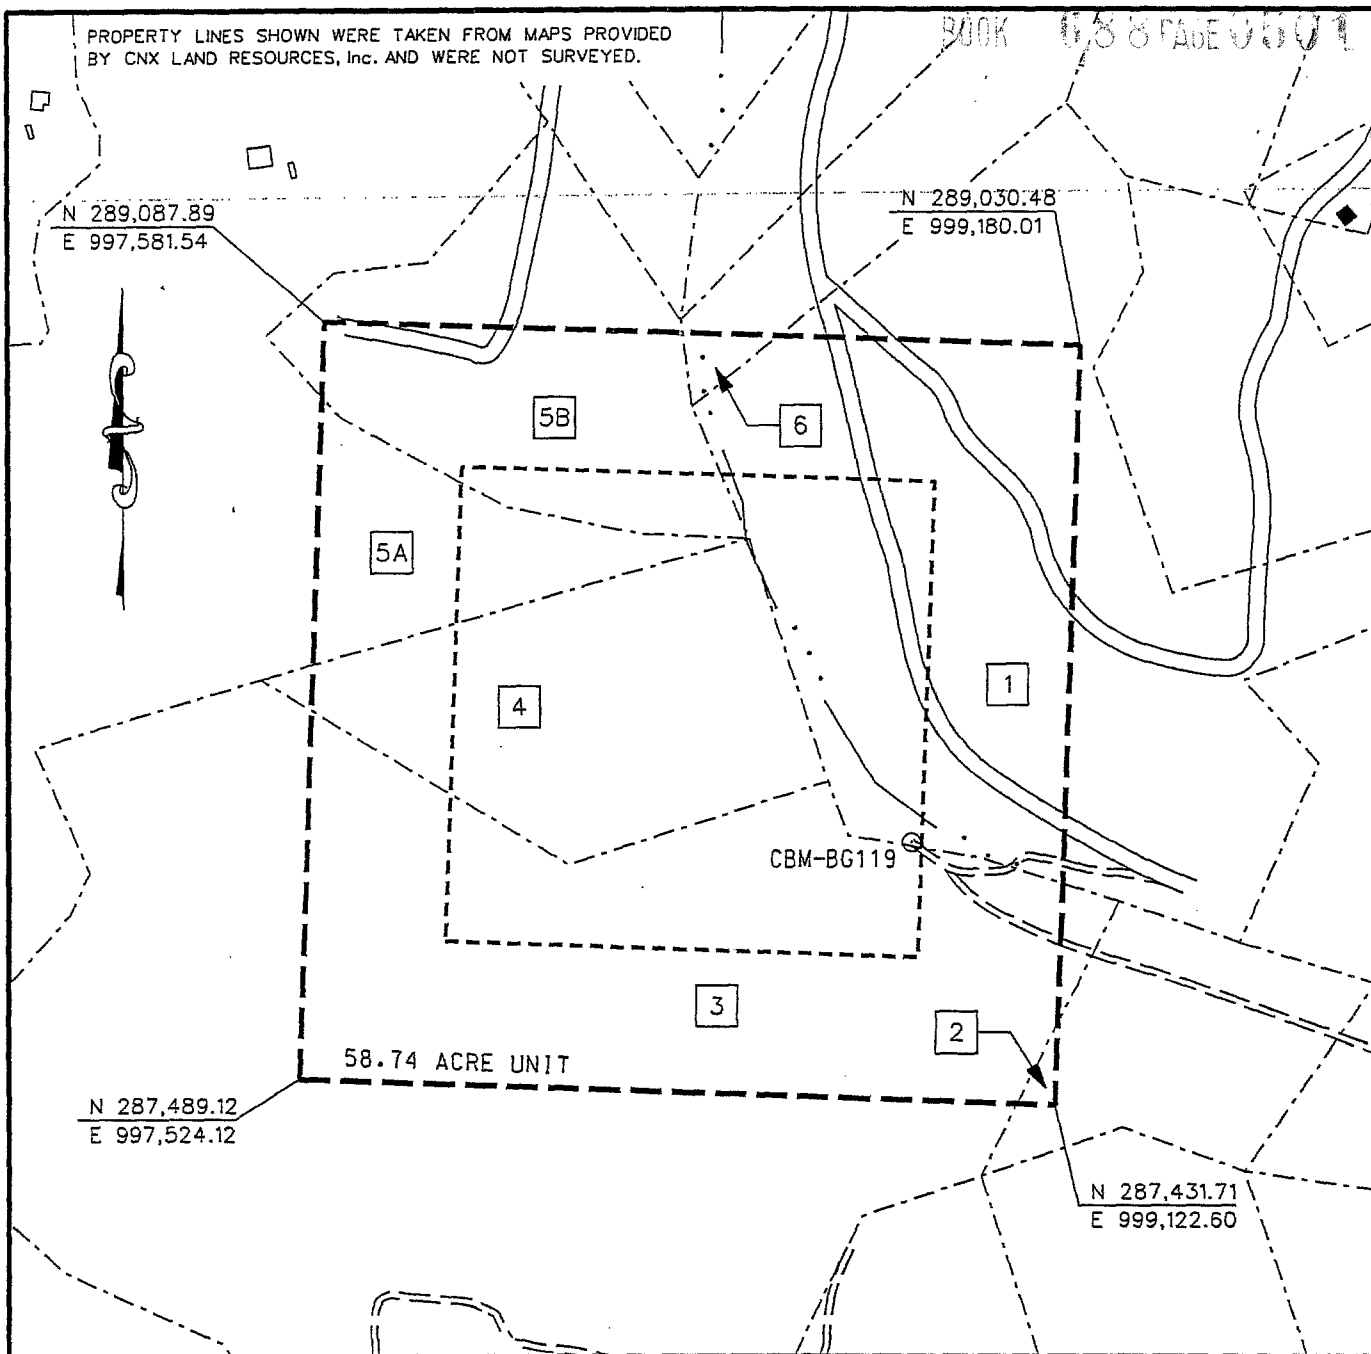 PROPERTY LINES SHOWN WERE TAKEN FROM MAPS PROVIDED
BY CNX LAND RESOURCES, Inc. AND WERE NOT SURVEYED.
BOOK PAGE
N 289,087.89
E 997,581.54
N 289,030.48
E 999,180.01
5B
6
5A
1
4
CBM-BG119
3
2
58.74 ACRE UNIT
N 287,489.12
E 997,524.12
N 287,431.71
E 999,122.60